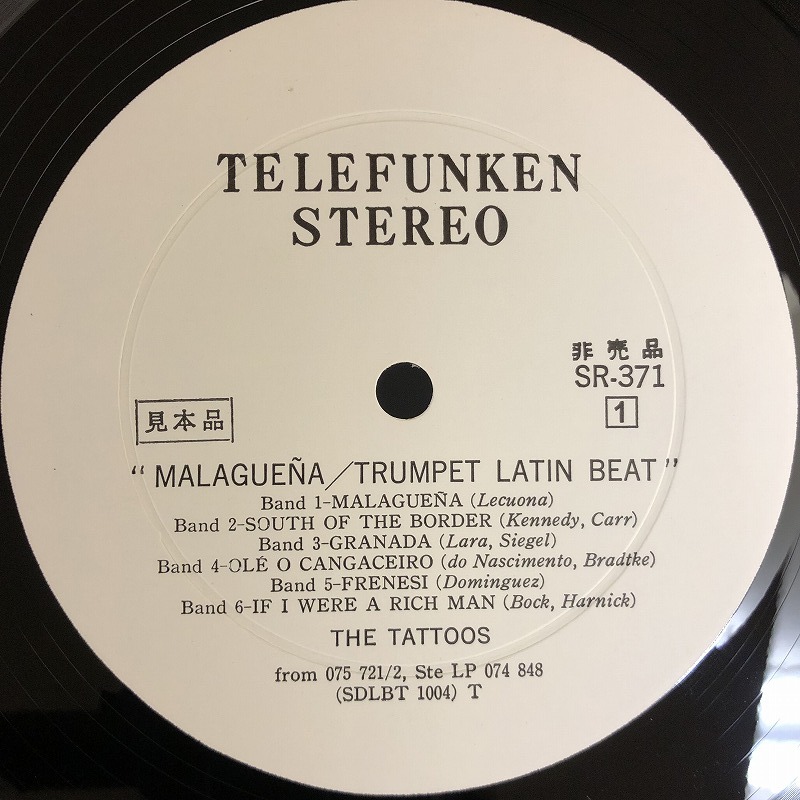 TELEFUNKEN
STEREO
非売品
SR-371
1
見本品
"MALAGUEÑA/TRUMPET LATIN BEAT"
Band 1-MALAGUEÑA (Lecuona)
Band 2-SOUTH OF THE BORDER (Kennedy, Carr)
Band 3-GRANADA (Lara, Siegel)
Band 4-OLÉ O CANGACEIRO (do Nascimento, Bradtke)
Band 5-FRENESI (Dominguez)
Band 6-IF I WERE A RICH MAN (Bock, Harnick)
THE TATTOOS
from 075 721/2, Ste LP 074 848
(SDLBT 1004) T